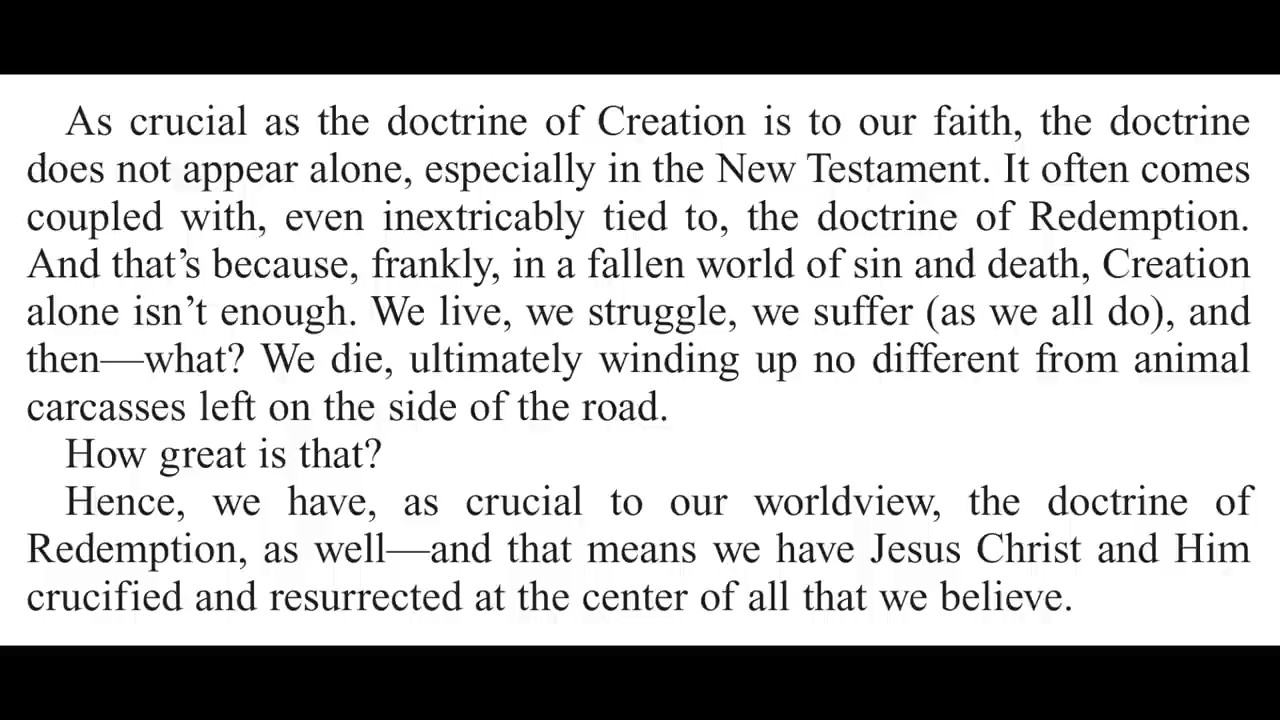 As crucial as the doctrine of Creation is to our faith, the doctrine
does not appear alone, especially in the New Testament. It often comes
coupled with, even inextricably tied to, the doctrine of Redemption.
And that’s because, frankly, in a fallen world of sin and death, Creation
alone isn’t enough. We live, we struggle, we suffer (as we all do), and
then—what? We die, ultimately winding up no different from animal
carcasses left on the side of the road.
How great is that?
Hence, we have, as crucial to our worldview, the doctrine of
Redemption, as well—and that means we have Jesus Christ and Him
crucified and resurrected at the center of all that we believe.